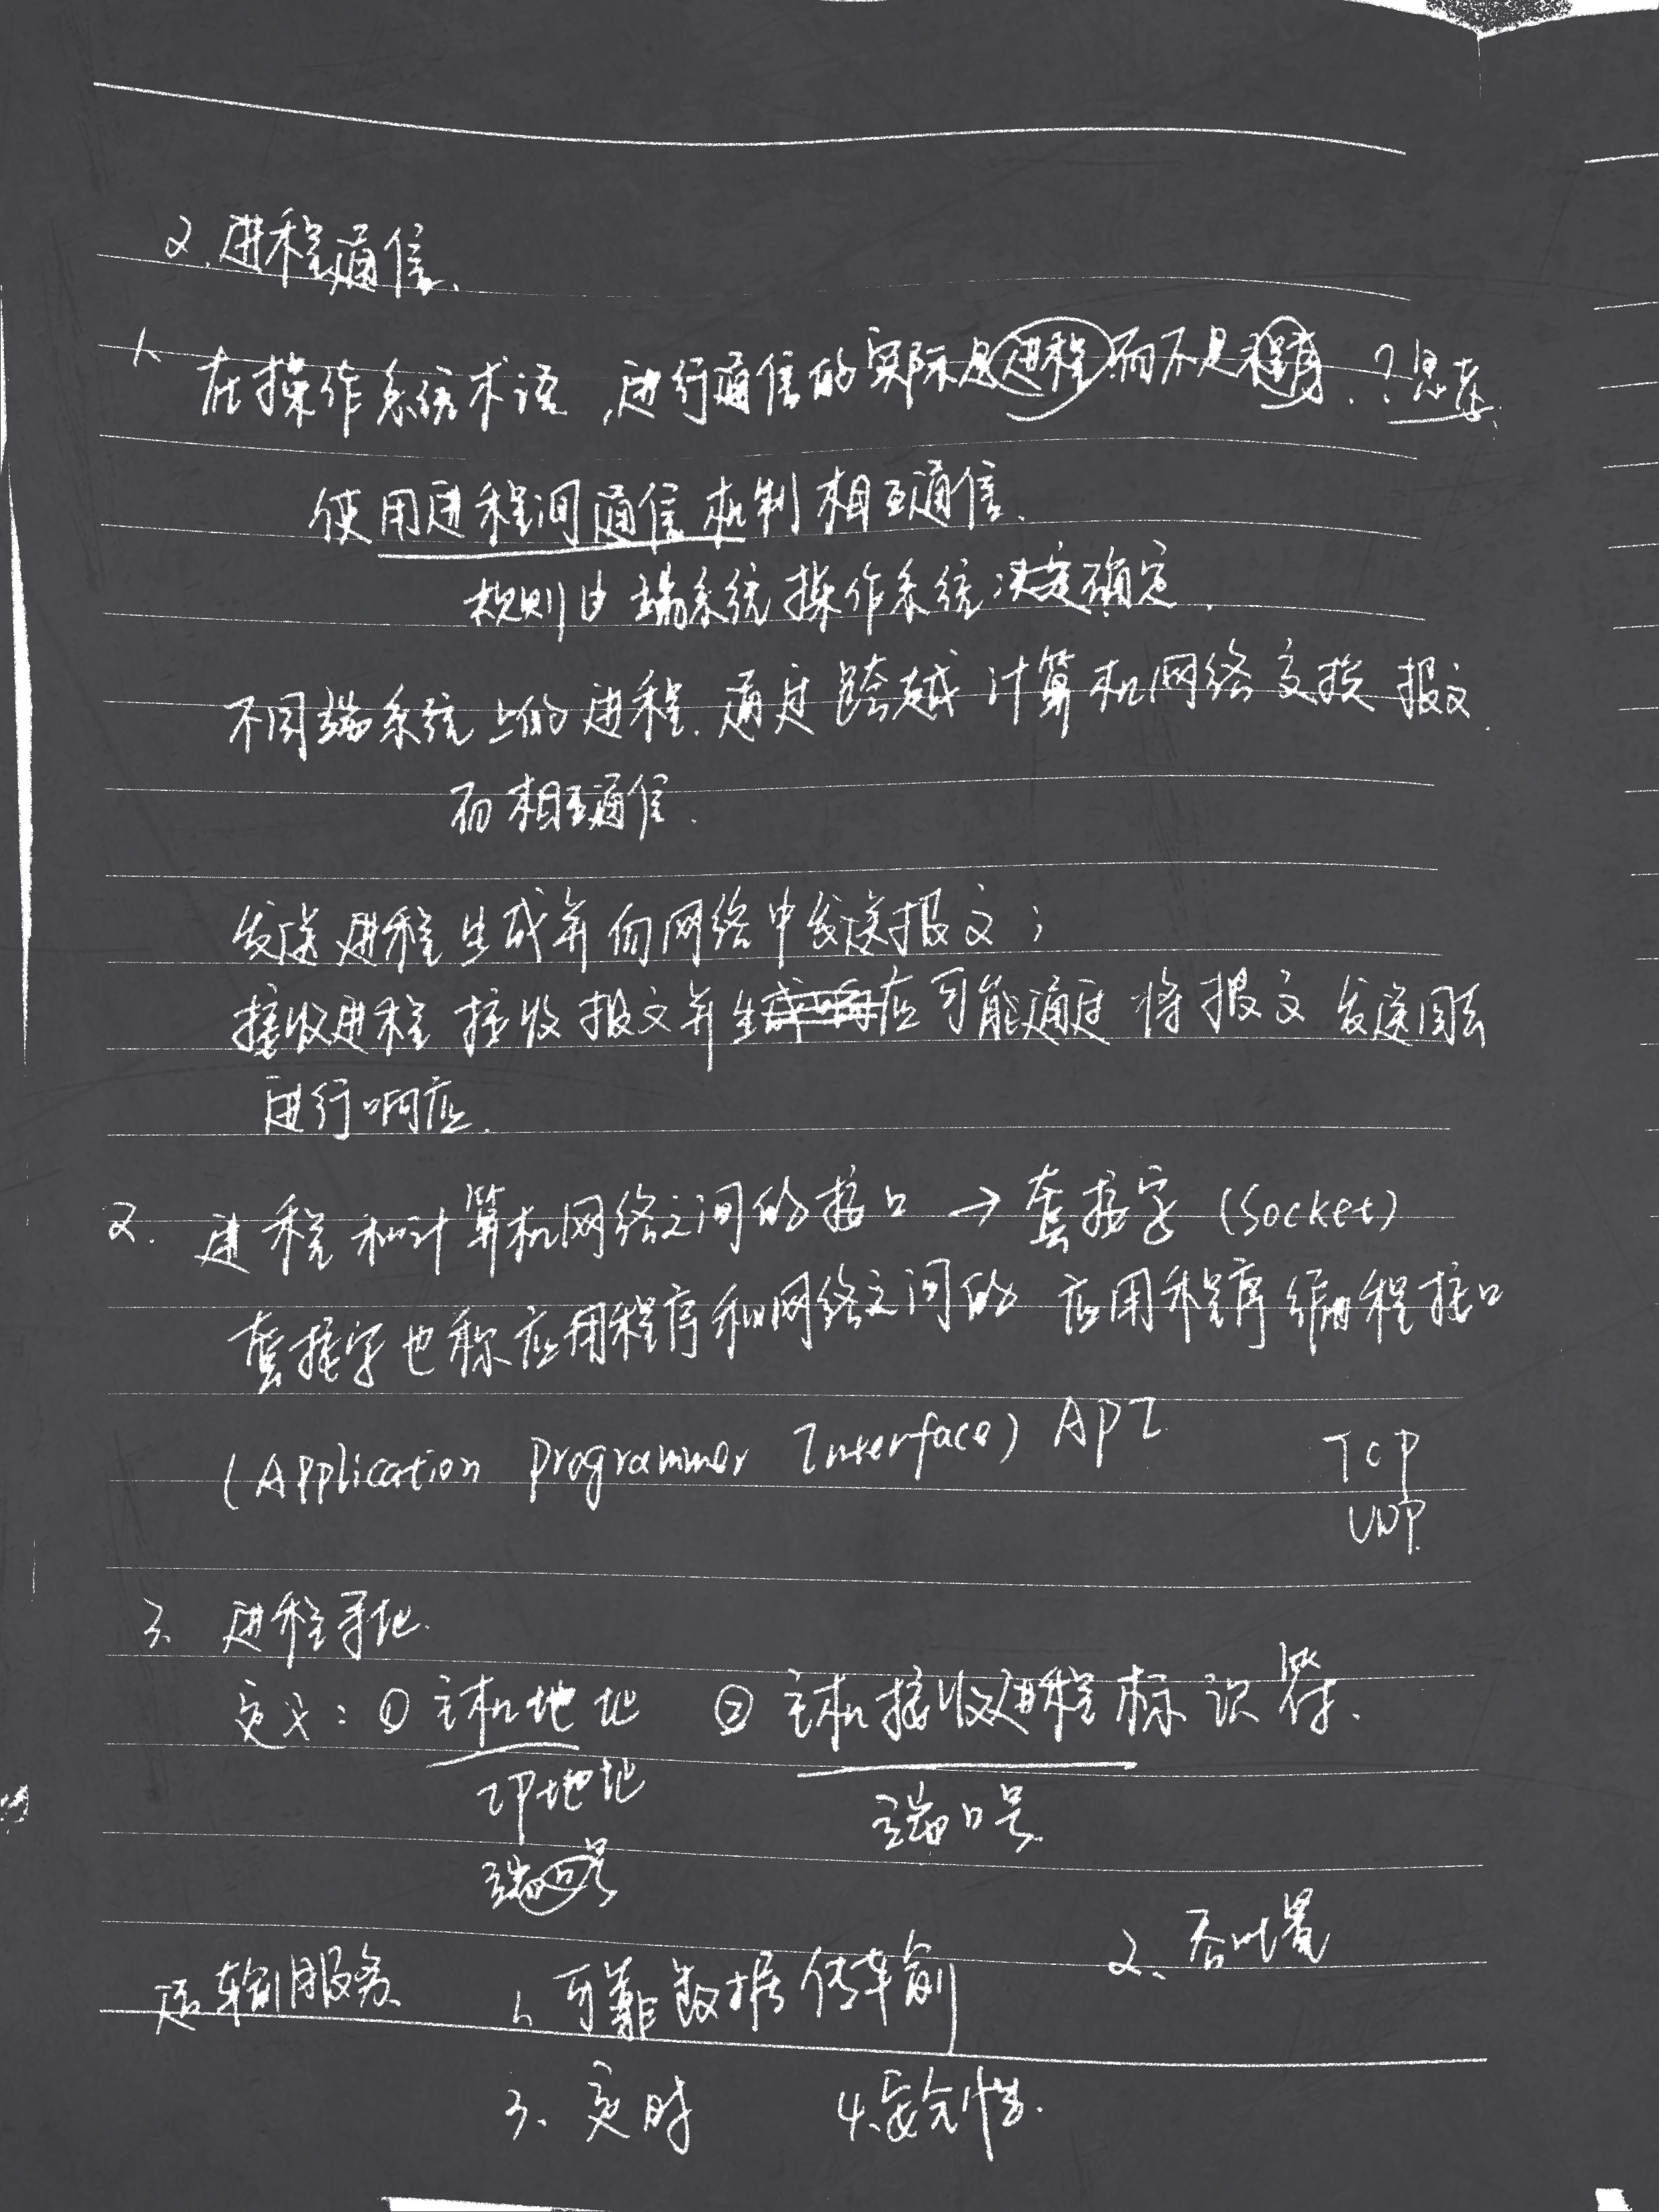 2. 进程通信.
1、在操作系统术语,进行通信的实际是进程而不是程序.?思考.
使用进程间通信机制相互通信.
规则由端系统操作系统决定确定.
不同端系统上的进程.通过跨越计算机网络交换报文.
而相互通信.
发送进程生成并向网络中发送报文;
接收进程接收报文并应可能通过将报文发送回去
进行响应.
2. 进程和计算机网络之间的接口 → 套接字 (Socket)
套接字也称应用程序和网络之间的 应用程序编程接口
(Application Programmer Interface) API
TCP
UDP.
3、进程寻址.
定义: ① 主机地址 ② 主机接收进程标识符.
IP地址 端口号
端口号
运输服务 1、可靠数据传输 2、吞吐量
3、定时 4、安全性.